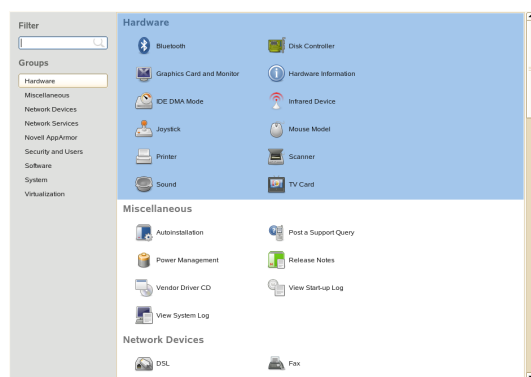 Filter
Groups
Hardware
Miscellaneous
Network Devices
Network Services
Novell AppArmor
Security and Users
Software
System
Virtualization
Hardware
Bluetooth
Disk Controller
Graphics Card and Monitor
Hardware Information
IDE DMA Mode
Infrared Device
Joystick
Mouse Model
Printer
Scanner
Sound
TV Card
Miscellaneous
Autoinstallation
Post a Support Query
Power Management
Release Notes
Vendor Driver CD
View Start-up Log
View System Log
Network Devices
DSL
Fax